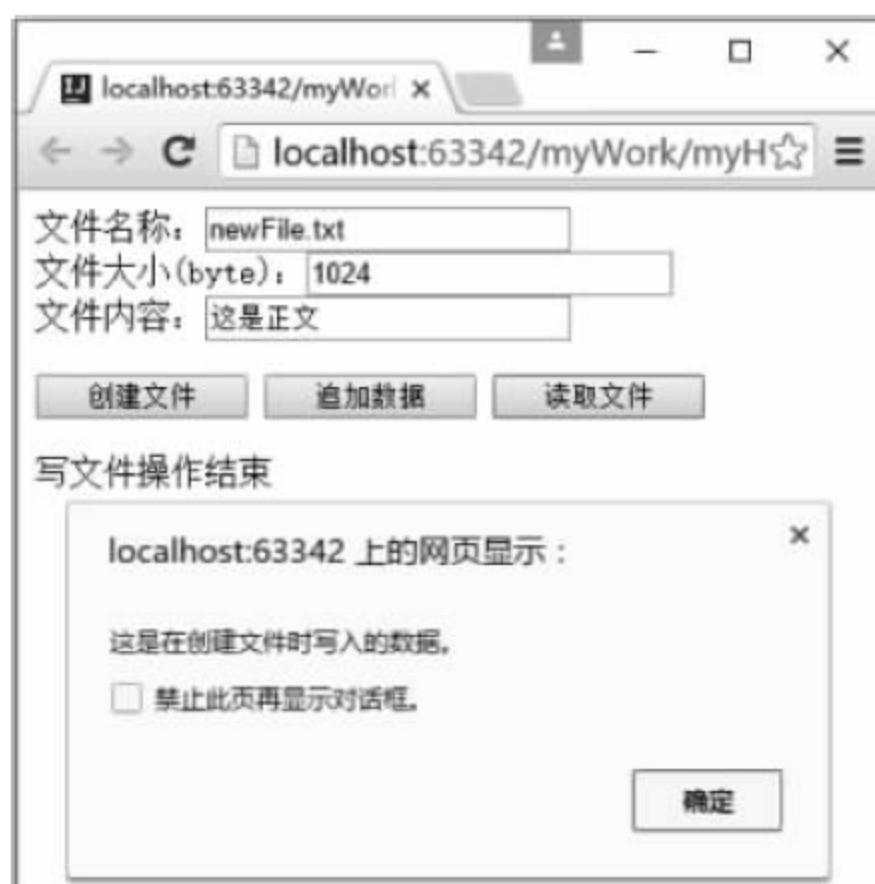 localhost:63342/myWorl
localhost:63342/myWork/myH
文件名称：newFile.txt
文件大小(byte)：1024
文件内容：这是正文
创建文件 追加数据 读取文件
写文件操作结束
localhost:63342 上的网页显示：
这是在创建文件时写入的数据。
禁止此页再显示对话框。
确定